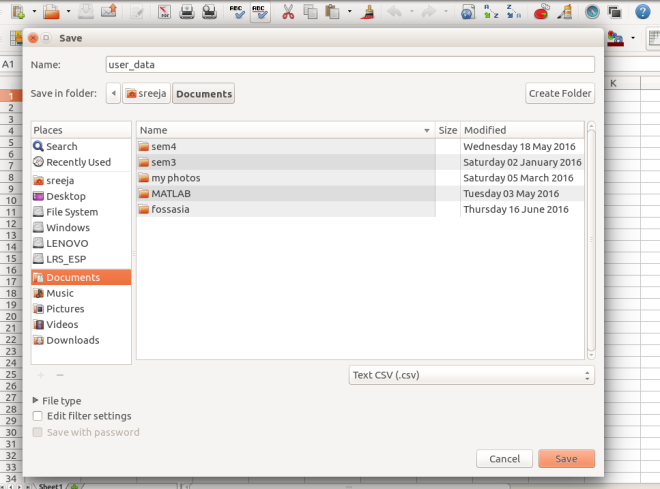 ABC ABC
A1
Save
Name: user_data
Save in folder: sreeja Documents Create Folder
Places Name Size Modified
Search sem4 Wednesday 18 May 2016
Recently Used sem3 Saturday 02 January 2016
sreeja my photos Saturday 05 March 2016
Desktop MATLAB Tuesday 03 May 2016
File System fossasia Thursday 16 June 2016
Windows
LENOVO
LRS_ESP
Documents
Music
Pictures
Videos
Downloads
Text CSV (.csv)
File type
Edit filter settings
Save with password
Cancel Save
K
1
2
3
4
5
6
7
8
9
10
11
12
13
14
15
16
17
18
19
20
21
22
23
24
25
26
27
28
29
30
31
32
33
34
Sheet1